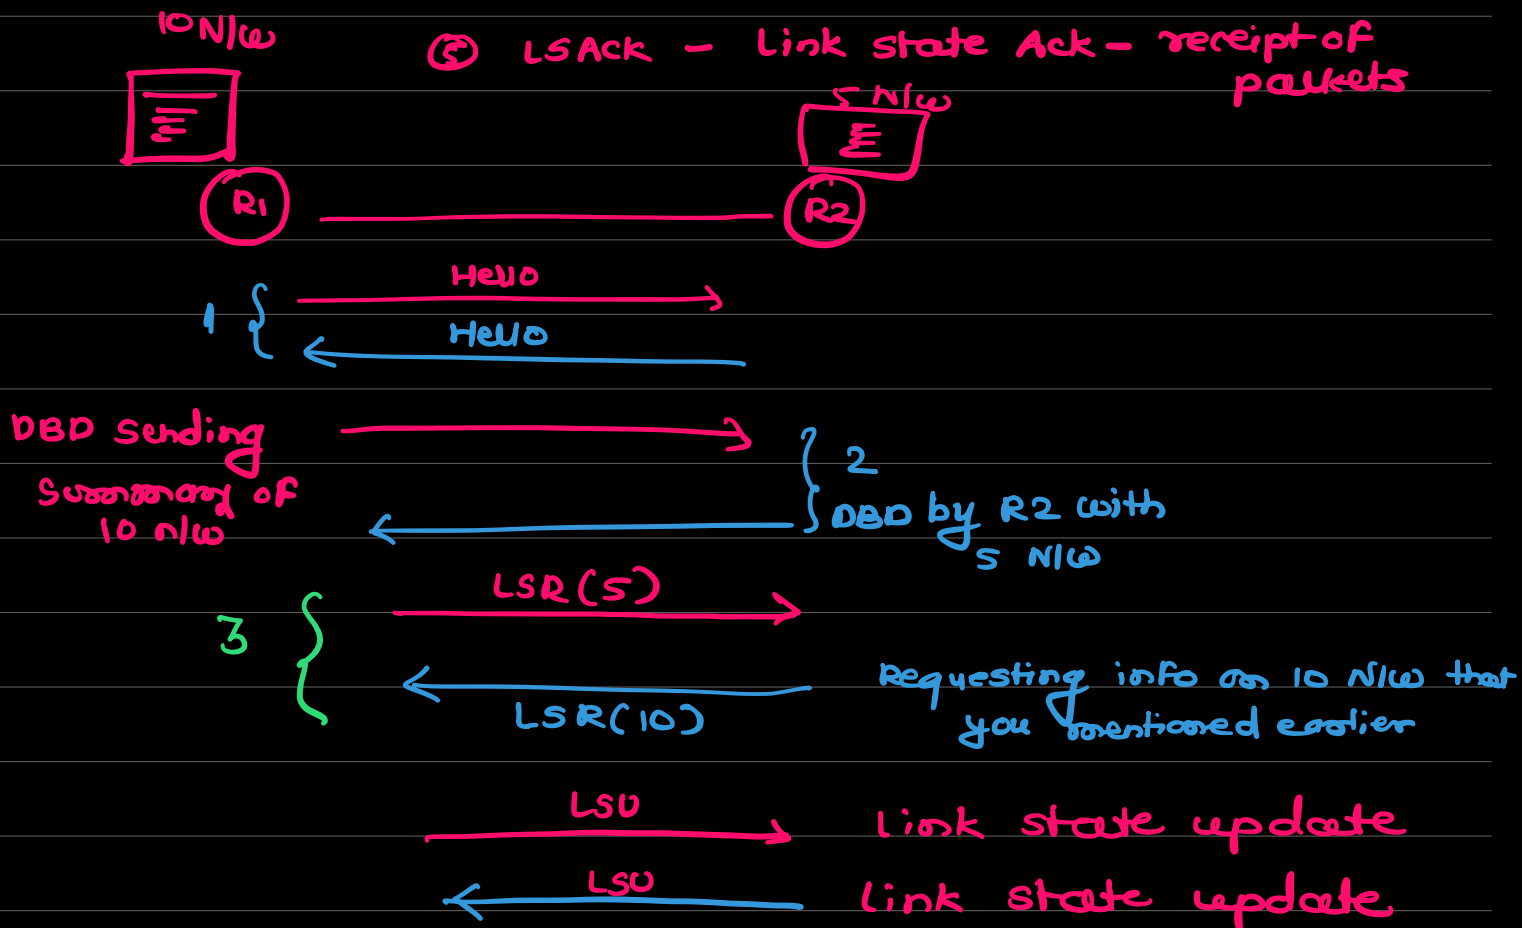 10 N/w
⑤ LSACK - Link state Ack - receipt of
packets
5 N/w
R1
R2
Hello
1
Hello
DBD sending
summary of
10 n/w
2
DBD by R2 with
5 N/w
LSR(5)
3
Requesting info on 10 N/w that
you mentioned earlier
LSR(10)
LSU
Link state update
LSU
Link state update